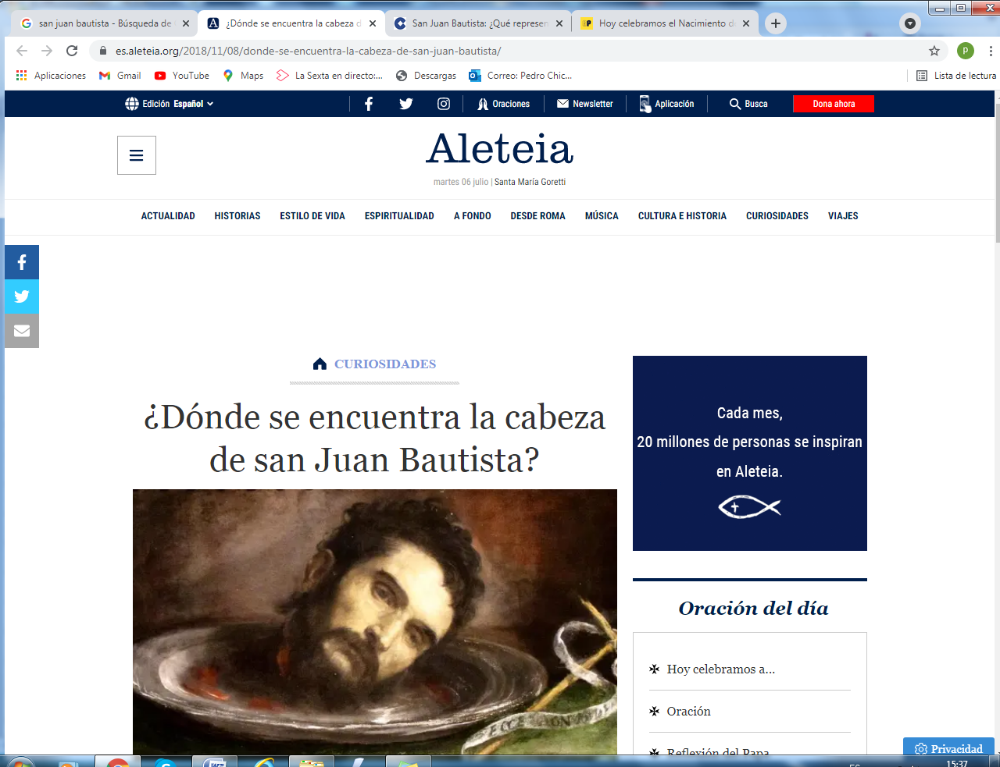 san juan bautista - Búsqueda de
¿Dónde se encuentra la cabeza d
San Juan Bautista: ¿Qué represen
Hoy celebramos el Nacimiento d
es.aleteia.org/2018/11/08/donde-se-encuentra-la-cabeza-de-san-juan-bautista/
P
Aplicaciones Gmail YouTube Maps La Sexta en directo:... Descargas Correo: Pedro Chic... Lista de lectura
Edición Español Oraciones Newsletter Aplicación Busca Dona ahora
Aleteia
martes 06 julio | Santa María Goretti
ACTUALIDAD HISTORIAS ESTILO DE VIDA ESPIRITUALIDAD A FONDO DESDE ROMA MÚSICA CULTURA E HISTORIA CURIOSIDADES VIAJES
CURIOSIDADES
¿Dónde se encuentra la cabeza
de san Juan Bautista?
Cada mes,
20 millones de personas se inspiran
en Aleteia.
Oración del día
Hoy celebramos a...
Oración
Reflexión del Papa
Privacidad
15:37